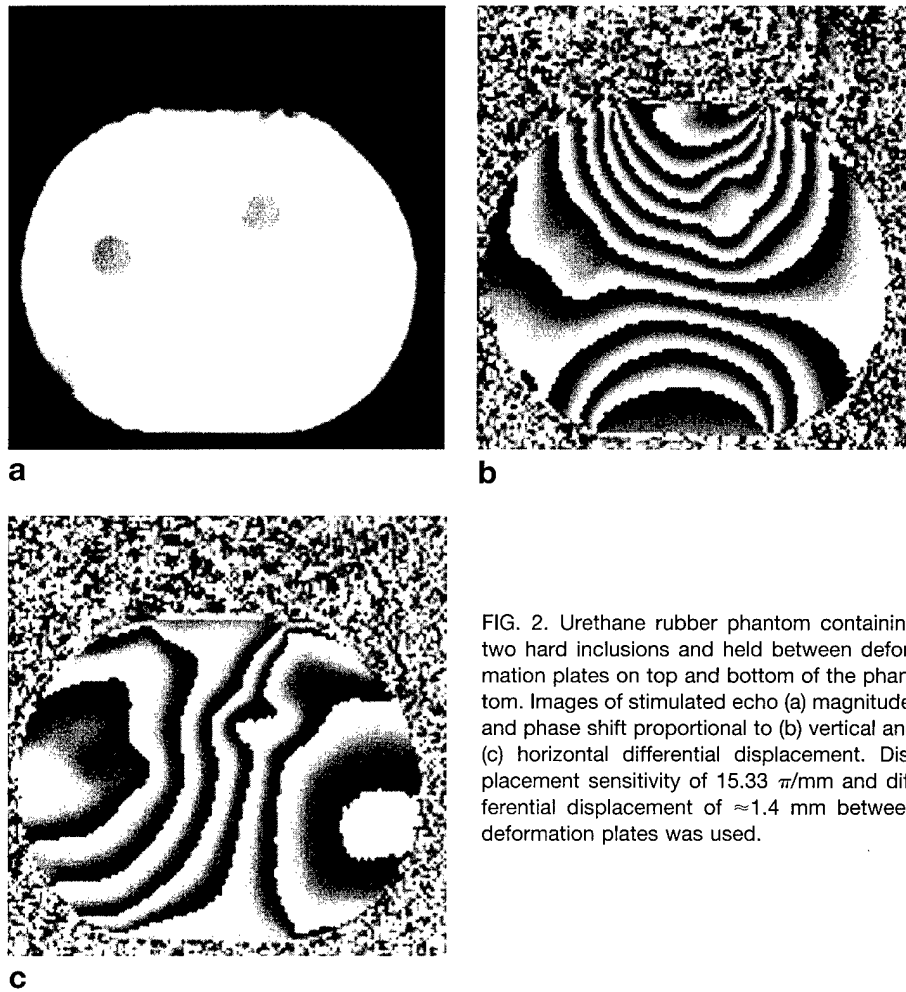 a
b
c
FIG. 2. Urethane rubber phantom containin
two hard inclusions and held between defor
mation plates on top and bottom of the phan
tom. Images of stimulated echo (a) magnitude
and phase shift proportional to (b) vertical an
(c) horizontal differential displacement. Dis
placement sensitivity of 15.33 π/mm and dif
ferential displacement of ≈1.4 mm between
deformation plates was used.